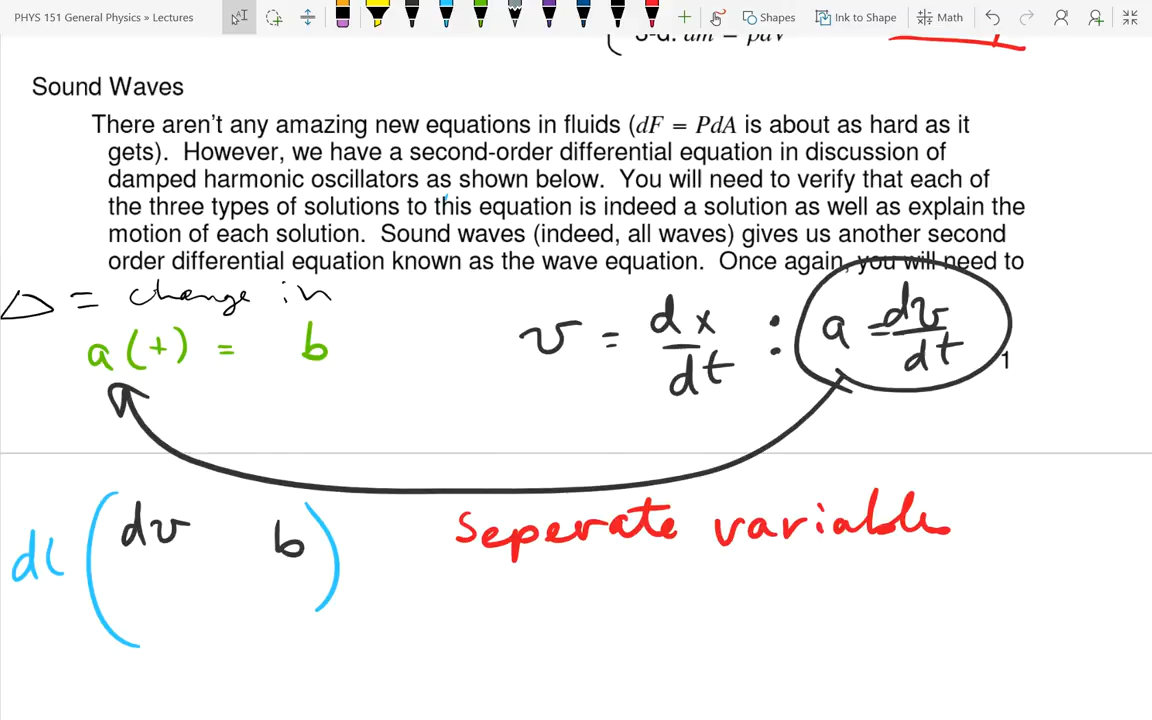 PHYS 151 General Physics » Lectures
Shapes
Ink to Shape
Math
Sound Waves
There aren't any amazing new equations in fluids (dF = PdA is about as hard as it
gets). However, we have a second-order differential equation in discussion of
damped harmonic oscillators as shown below. You will need to verify that each of
the three types of solutions to this equation is indeed a solution as well as explain the
motion of each solution. Sound waves (indeed, all waves) gives us another second
order differential equation known as the wave equation. Once again, you will need to
Δ = change in
a(t) = b
v = dx/dt : a = dv/dt
1
dt ( dv b )
Seperate variable